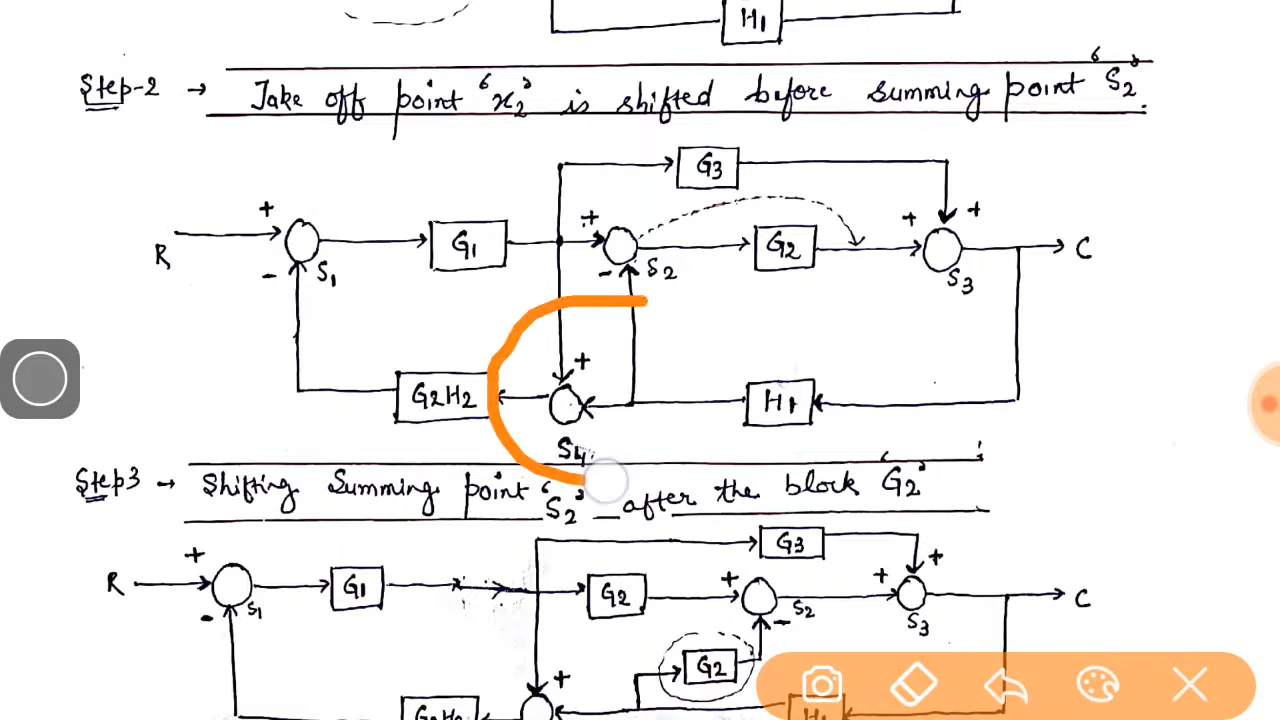 H1
Step-2 → Take off point 'x2' is shifted before summing point 'S2'.
G3
+ + + +
R G1 G2 C
- S1 - S2 S3
+
G2H2 H1
S4
Step3 → Shifting Summing point 'S2' after the block 'G2'
G3
+ +
R G1 G2 + S2 + C
- S1 - S3
G2
+
G2H2 H1